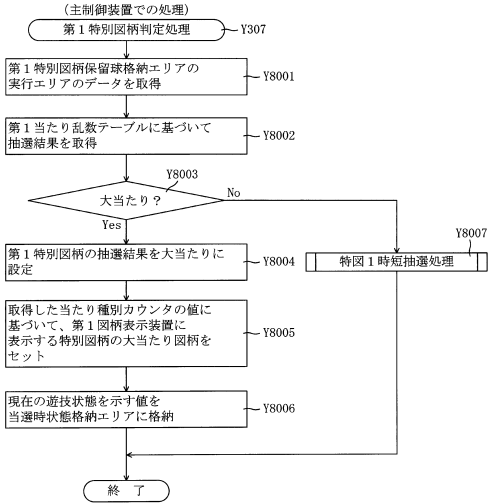 (主制御装置での処理)
第１特別図柄判定処理
Y307
第１特別図柄保留球格納エリアの
実行エリアのデータを取得
Y8001
第１当たり乱数テーブルに基づいて
抽選結果を取得
Y8002
Y8003
大当たり？
No
Yes
Y8007
第１特別図柄の抽選結果を大当たりに
設定
Y8004
特図１時短抽選処理
取得した当たり種別カウンタの値に
基づいて、第１図柄表示装置に
表示する特別図柄の大当たり図柄を
セット
Y8005
現在の遊技状態を示す値を
当選時状態格納エリアに格納
Y8006
終 了